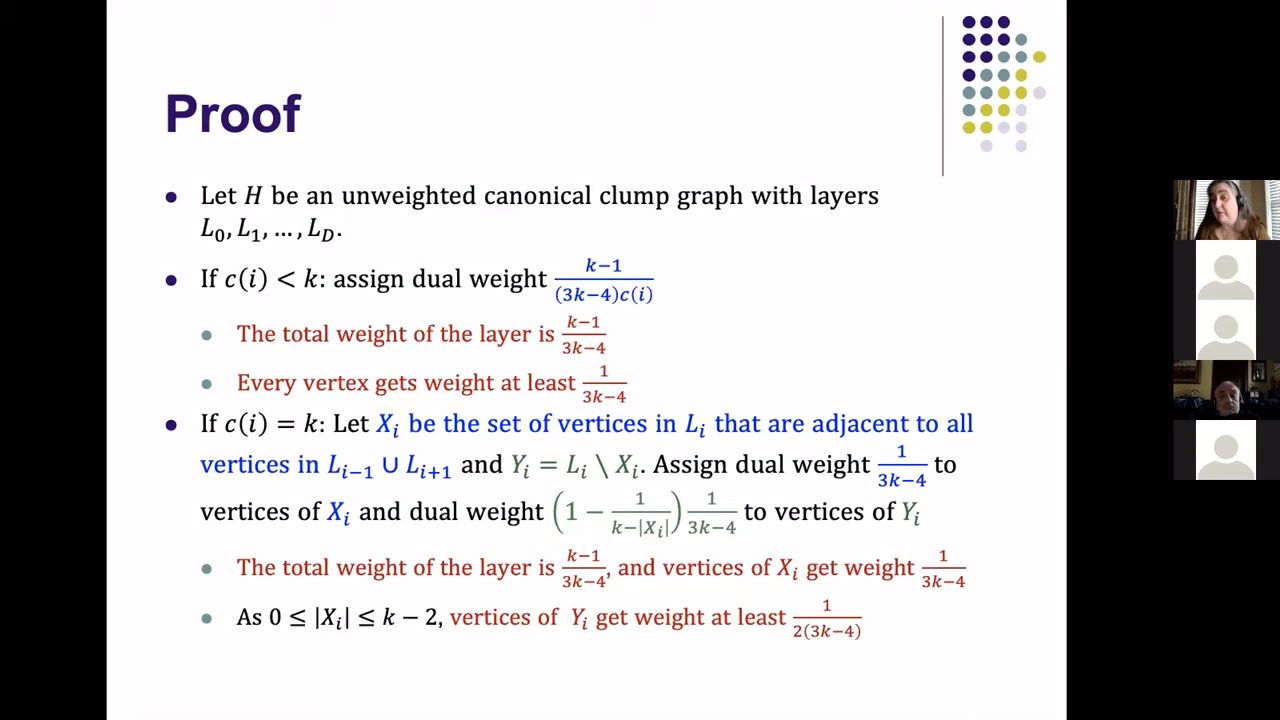 Proof
Let H be an unweighted canonical clump graph with layers
L₀, L₁, … , L_D.
If c(i) < k: assign dual weight (k−1)/((3k−4)c(i))
The total weight of the layer is (k−1)/(3k−4)
Every vertex gets weight at least 1/(3k−4)
If c(i) = k: Let X_i be the set of vertices in L_i that are adjacent to all
vertices in L_{i−1} ∪ L_{i+1} and Y_i = L_i \ X_i. Assign dual weight 1/(3k−4) to
vertices of X_i and dual weight (1 − 1/(k−|X_i|)) 1/(3k−4) to vertices of Y_i
The total weight of the layer is (k−1)/(3k−4), and vertices of X_i get weight 1/(3k−4)
As 0 ≤ |X_i| ≤ k − 2, vertices of Y_i get weight at least 1/(2(3k−4))